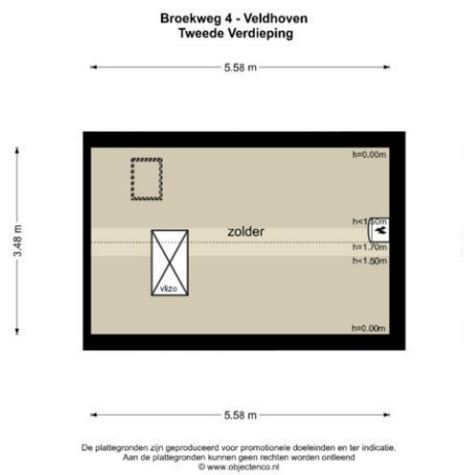 Broekweg 4 - Veldhoven
Tweede Verdieping
5.58 m
h=0.00m
h<1.50m
zolder
3.48 m
h=1.70m
h<1.50m
vlizo
h=0.00m
5.58 m
De plattegronden zijn geproduceerd voor promotionele doeleinden en ter indicatie.
Aan de plattegronden kunnen geen rechten worden ontleend
© www.objectenco.nl